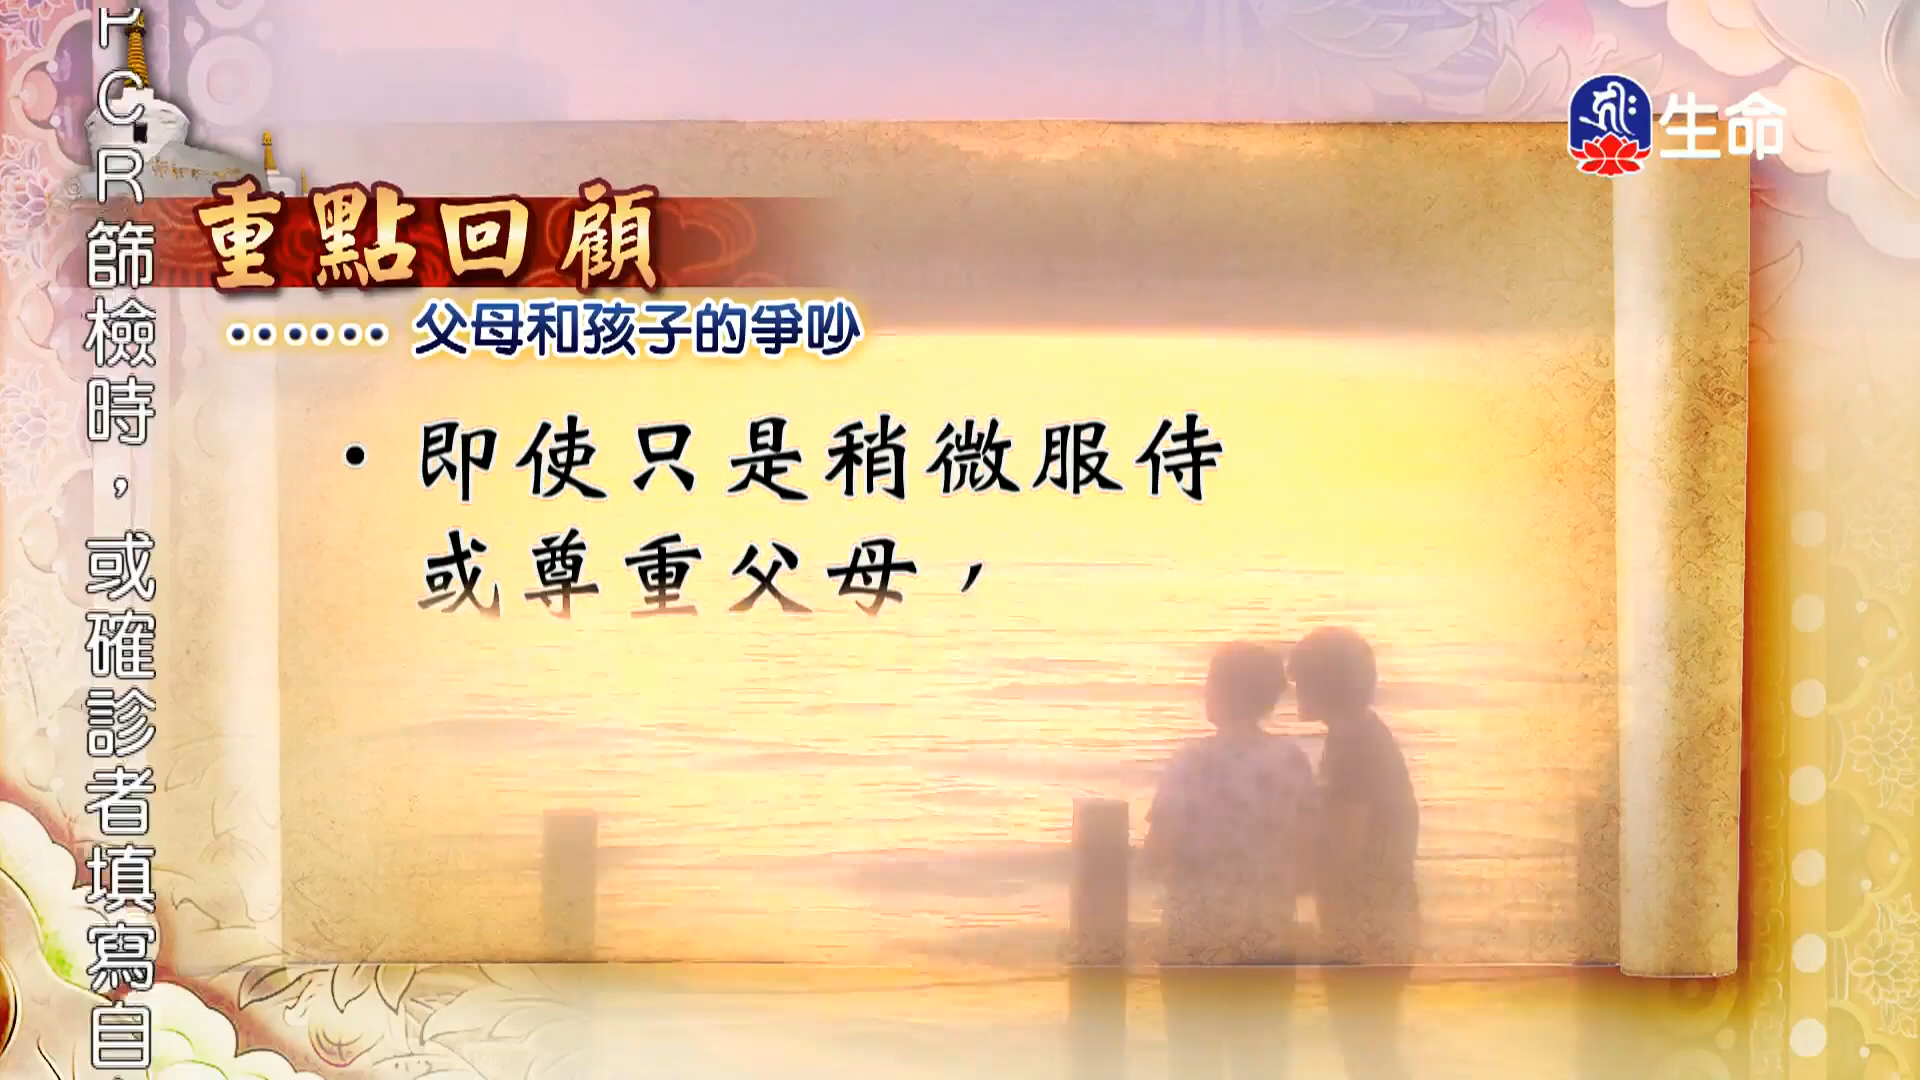 生命
重點回顧
······父母和孩子的爭吵
·即使只是稍微服侍
或尊重父母，
PCR篩檢時，或確診者填寫自